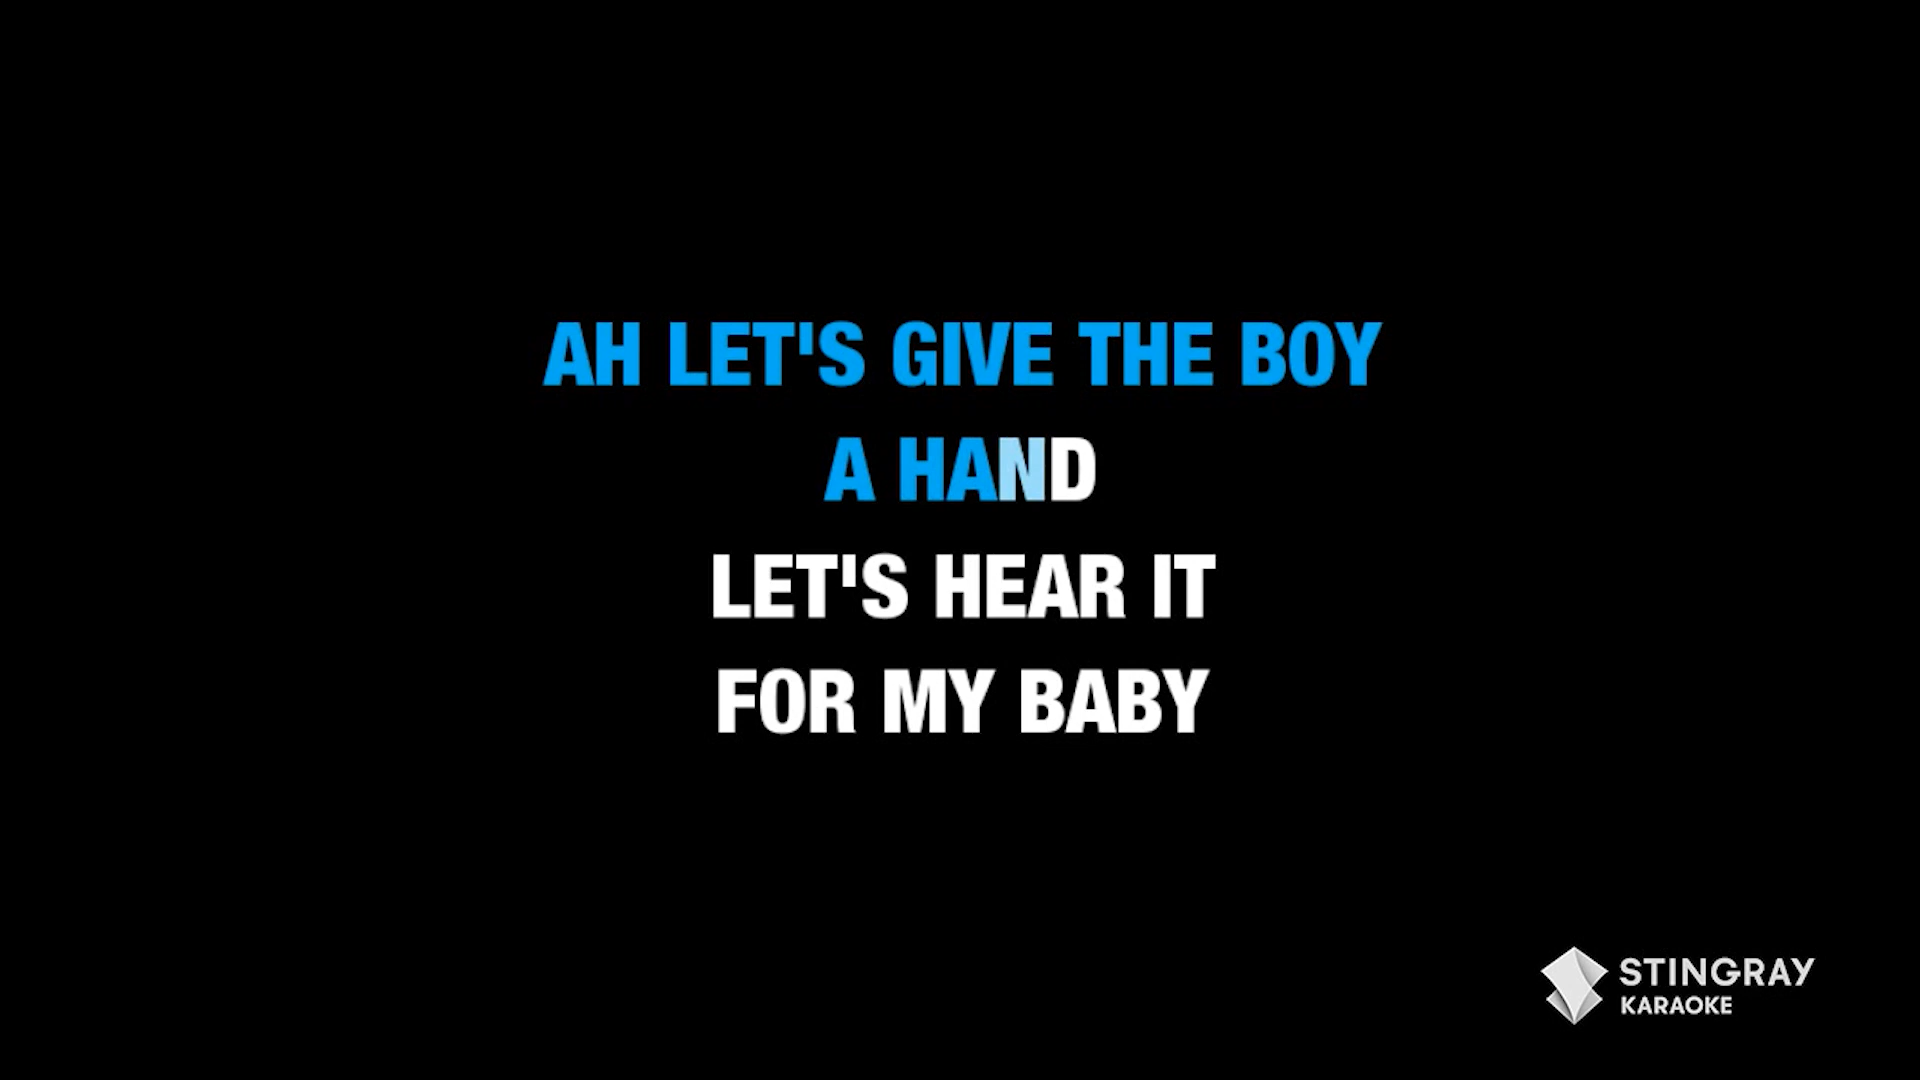 AH LET'S GIVE THE BOY
A HAND
LET'S HEAR IT
FOR MY BABY
STINGRAY
KARAOKE